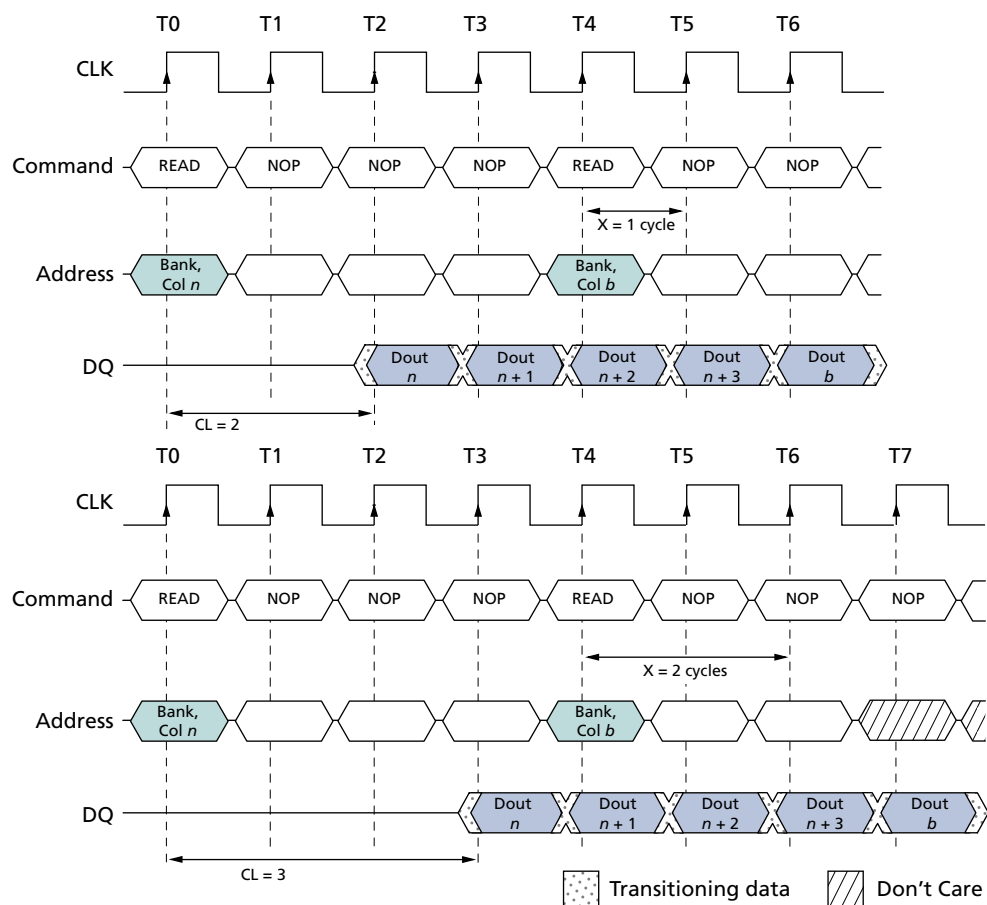 T0 T1 T2 T3 T4 T5 T6
CLK
Command READ NOP NOP NOP READ NOP NOP
X = 1 cycle
Address Bank, Col n Bank, Col b
DQ Dout n Dout n + 1 Dout n + 2 Dout n + 3 Dout b
CL = 2
T0 T1 T2 T3 T4 T5 T6 T7
CLK
Command READ NOP NOP NOP READ NOP NOP NOP
X = 2 cycles
Address Bank, Col n Bank, Col b
DQ Dout n Dout n + 1 Dout n + 2 Dout n + 3 Dout b
CL = 3
Transitioning data Don't Care